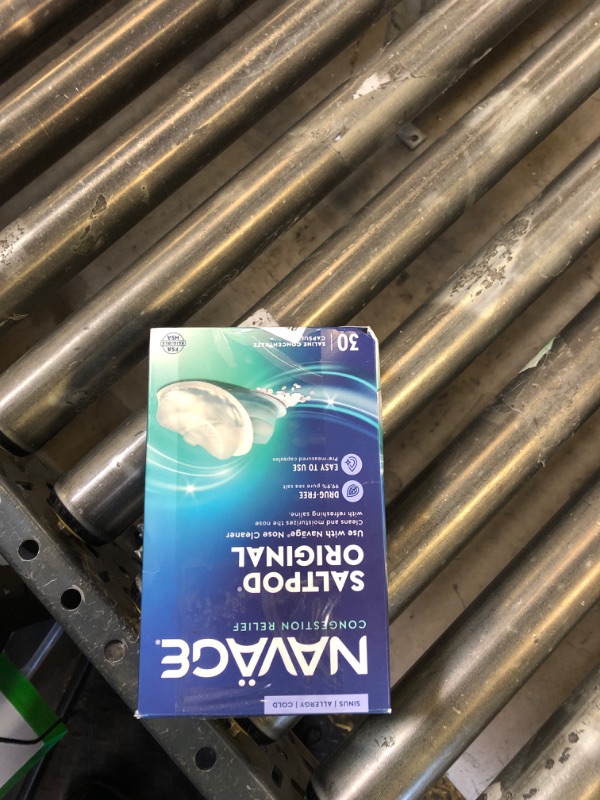 SINUS | ALLERGY | COLD
NAVÄGE®
CONGESTION RELIEF
SALTPOD®
ORIGINAL
Use with Naväge® Nose Cleaner
Cleans and moisturizes the nose
with refreshing saline.
DRUG-FREE
99.9% pure sea salt
EASY TO USE
Pre-measured capsules
30
SALINE CONCENTRATE
CAPSULES
FSA
HSA